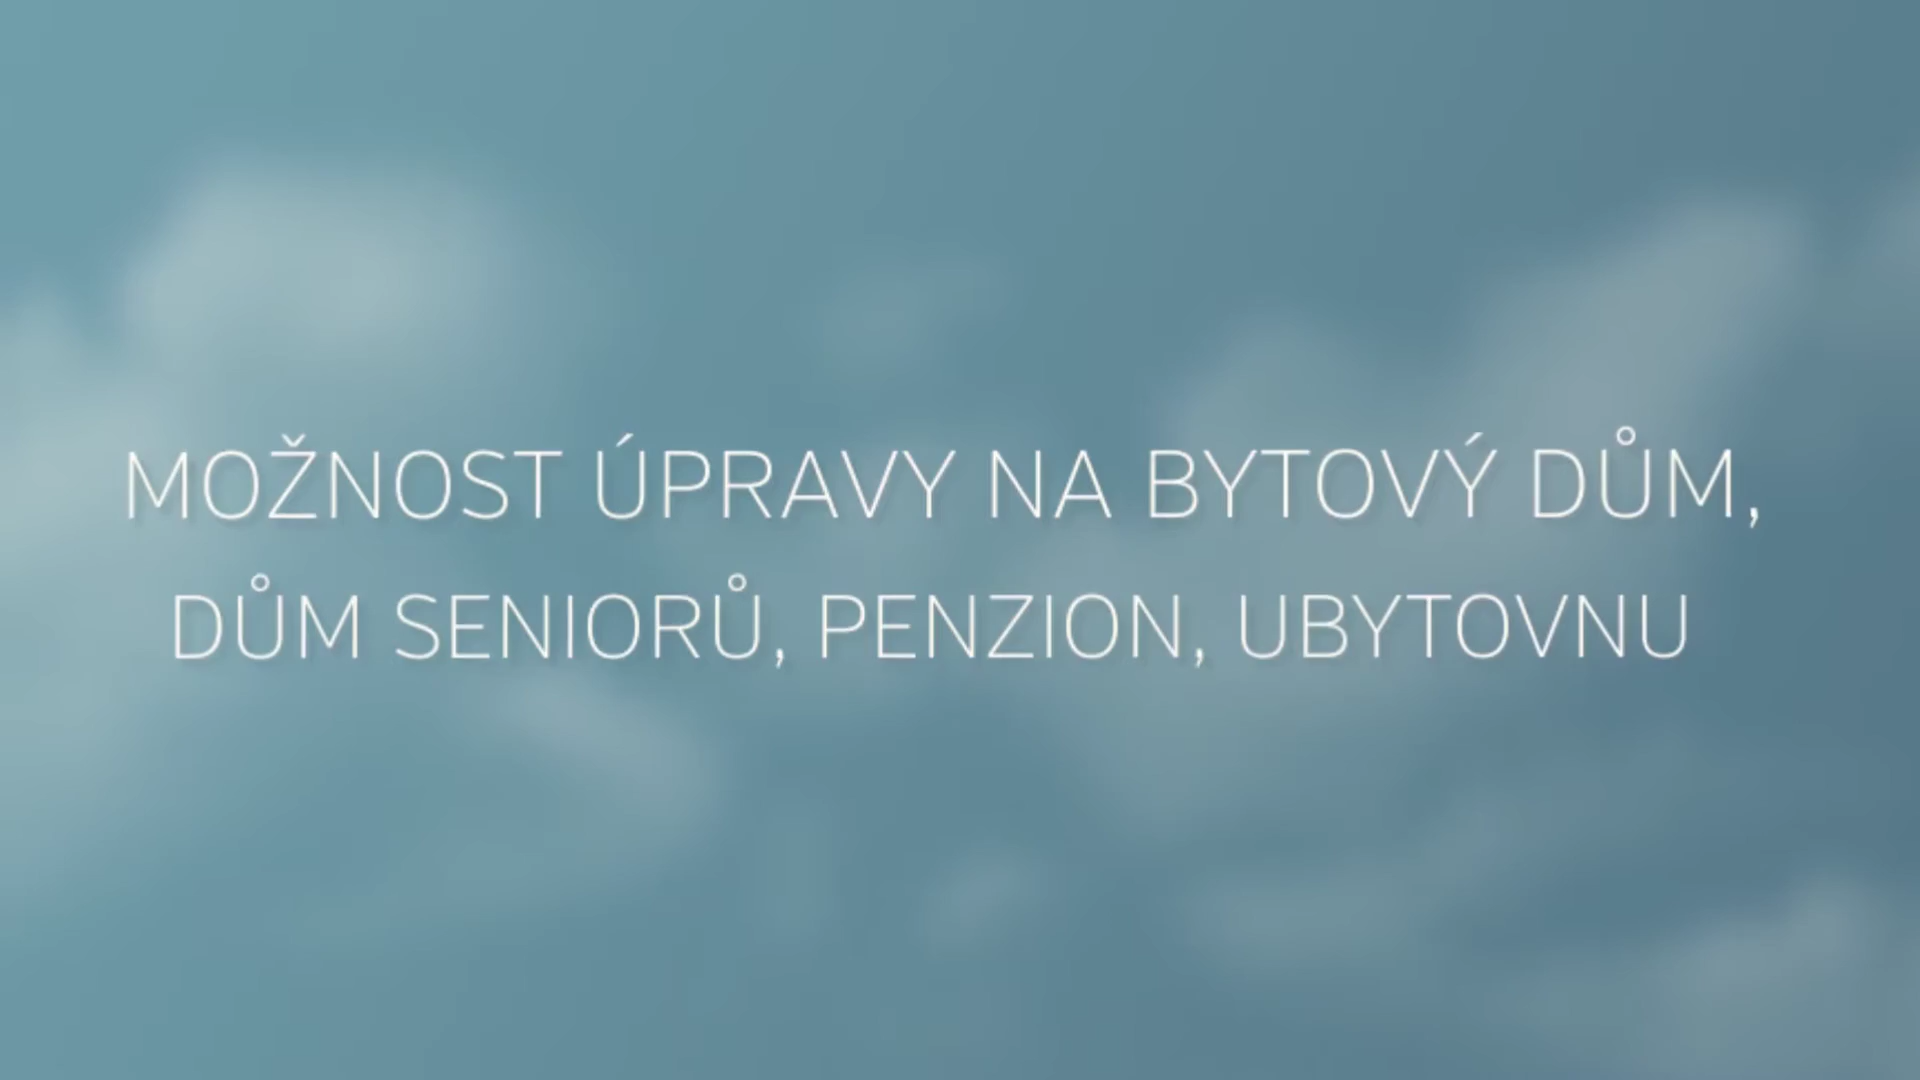 MOŽNOST ÚPRAVY NA BYTOVÝ DŮM,
DŮM SENIORŮ, PENZION, UBYTOVNU